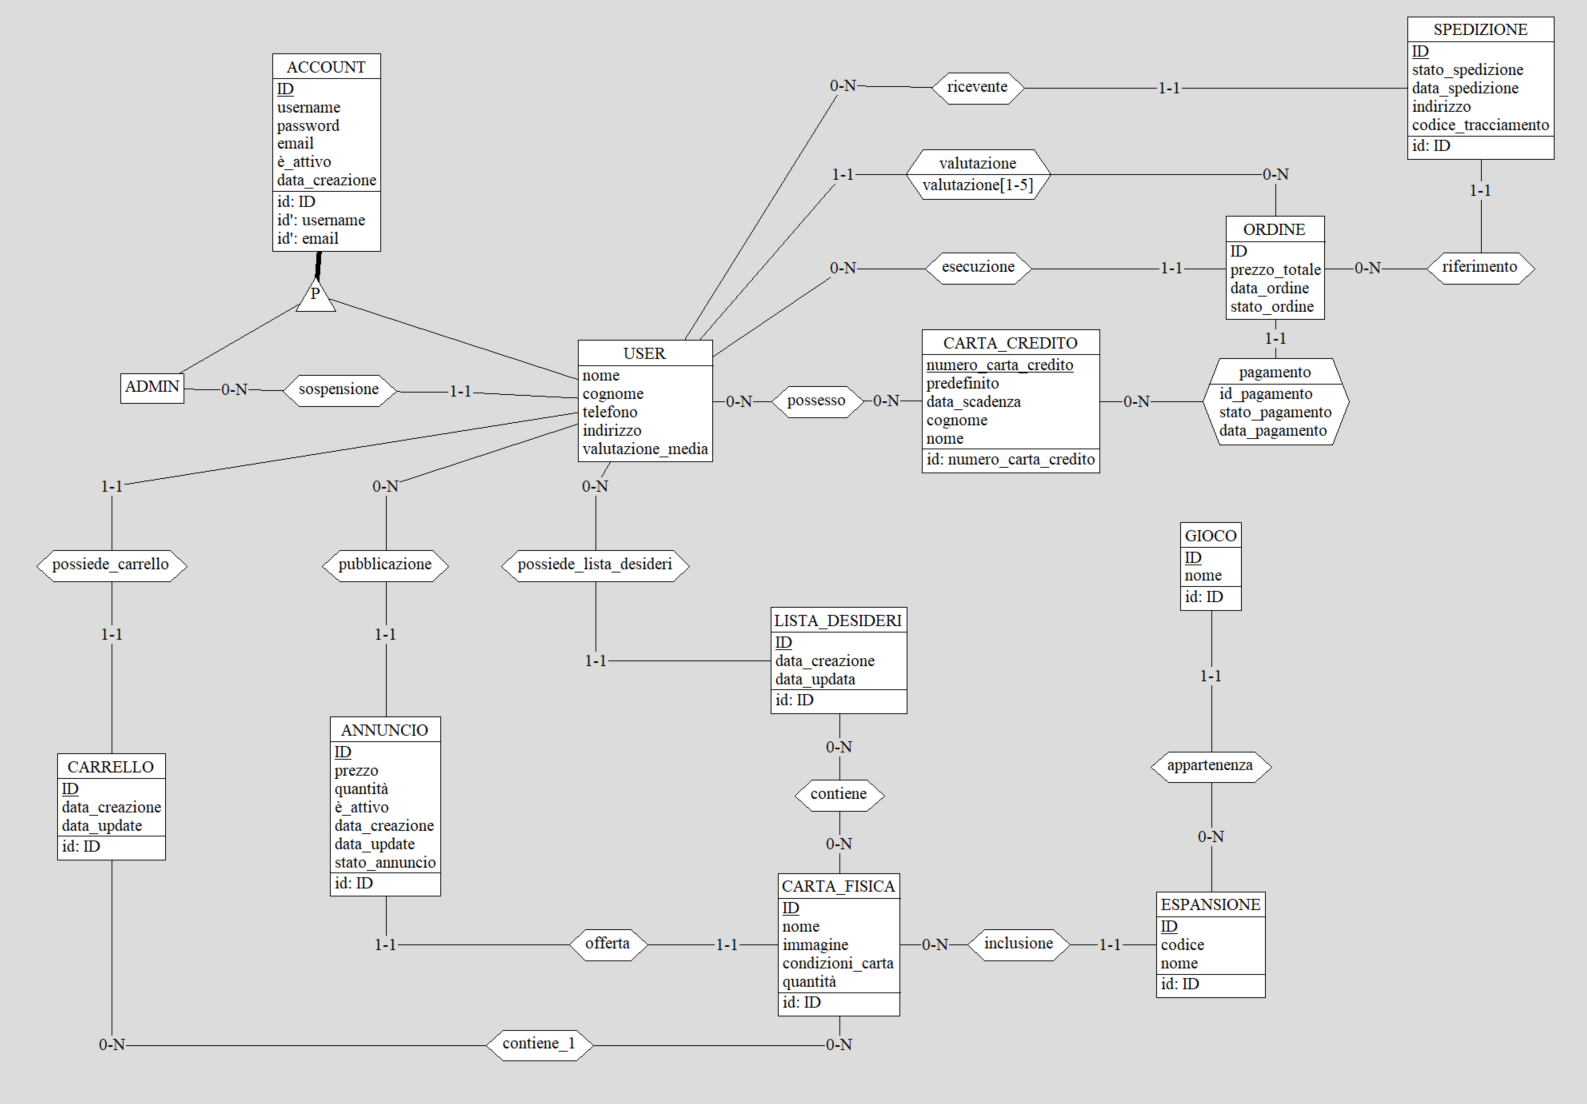 SPEDIZIONE
ID
stato_spedizione
data_spedizione
indirizzo
codice_tracciamento
id: ID
ACCOUNT
ID
username
password
email
è_attivo
data_creazione
id: ID
id': username
id': email
P
0-N
ricevente
1-1
1-1
valutazione
valutazione[1-5]
0-N
1-1
ORDINE
ID
prezzo_totale
data_ordine
stato_ordine
0-N
esecuzione
1-1
0-N
riferimento
1-1
ADMIN
0-N
sospensione
1-1
USER
nome
cognome
telefono
indirizzo
valutazione_media
0-N
possesso
0-N
CARTA_CREDITO
numero_carta_credito
predefinito
data_scadenza
cognome
nome
id: numero_carta_credito
0-N
pagamento
id_pagamento
stato_pagamento
data_pagamento
1-1
0-N
0-N
possiede_carrello
pubblicazione
possiede_lista_desideri
1-1
1-1
1-1
GIOCO
ID
nome
id: ID
1-1
appartenenza
0-N
LISTA_DESIDERI
ID
data_creazione
data_updata
id: ID
0-N
contiene
0-N
CARRELLO
ID
data_creazione
data_update
id: ID
ANNUNCIO
ID
prezzo
quantità
è_attivo
data_creazione
data_update
stato_annuncio
id: ID
1-1
offerta
1-1
CARTA_FISICA
ID
nome
immagine
condizioni_carta
quantità
id: ID
0-N
inclusione
1-1
ESPANSIONE
ID
codice
nome
id: ID
0-N
contiene_1
0-N